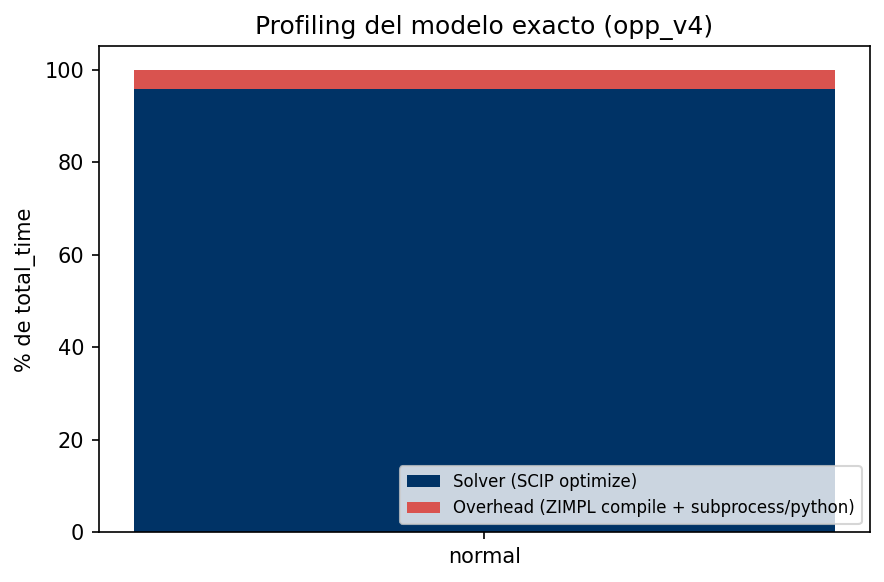 Profiling del modelo exacto (opp_v4)
% de total_time
100
80
60
40
20
0
Solver (SCIP optimize)
Overhead (ZIMPL compile + subprocess/python)
normal